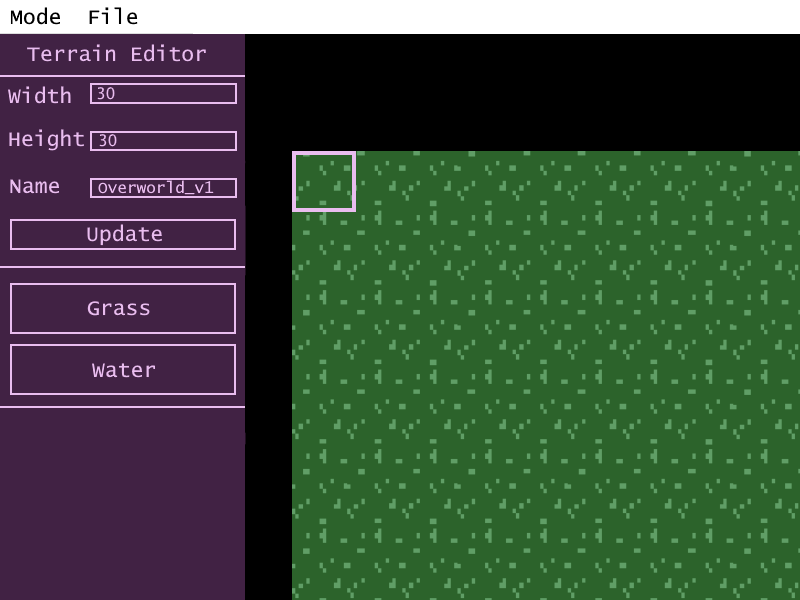 Mode File
Terrain Editor
Width 30
Height 30
Name Overworld_v1
Update
Grass
Water